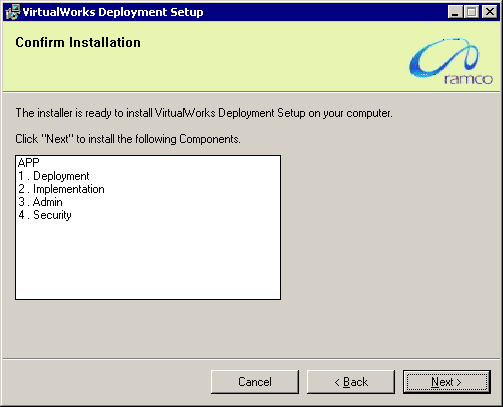 VirtualWorks Deployment Setup
Confirm Installation
ramco
The installer is ready to install VirtualWorks Deployment Setup on your computer.
Click "Next" to install the following Components.
APP
1 . Deployment
2 . Implementation
3 . Admin
4 . Security
Cancel
< Back
Next >